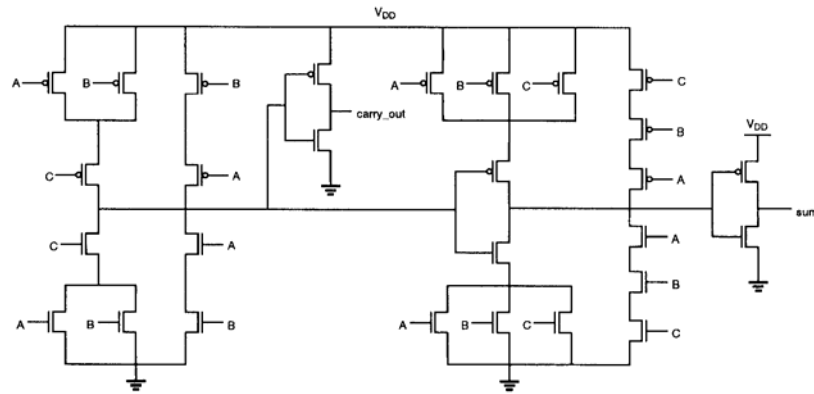 V_DD
A B B A B C C
carry_out
B V_DD
C A A
sum
C A A
B
A B B A B C C